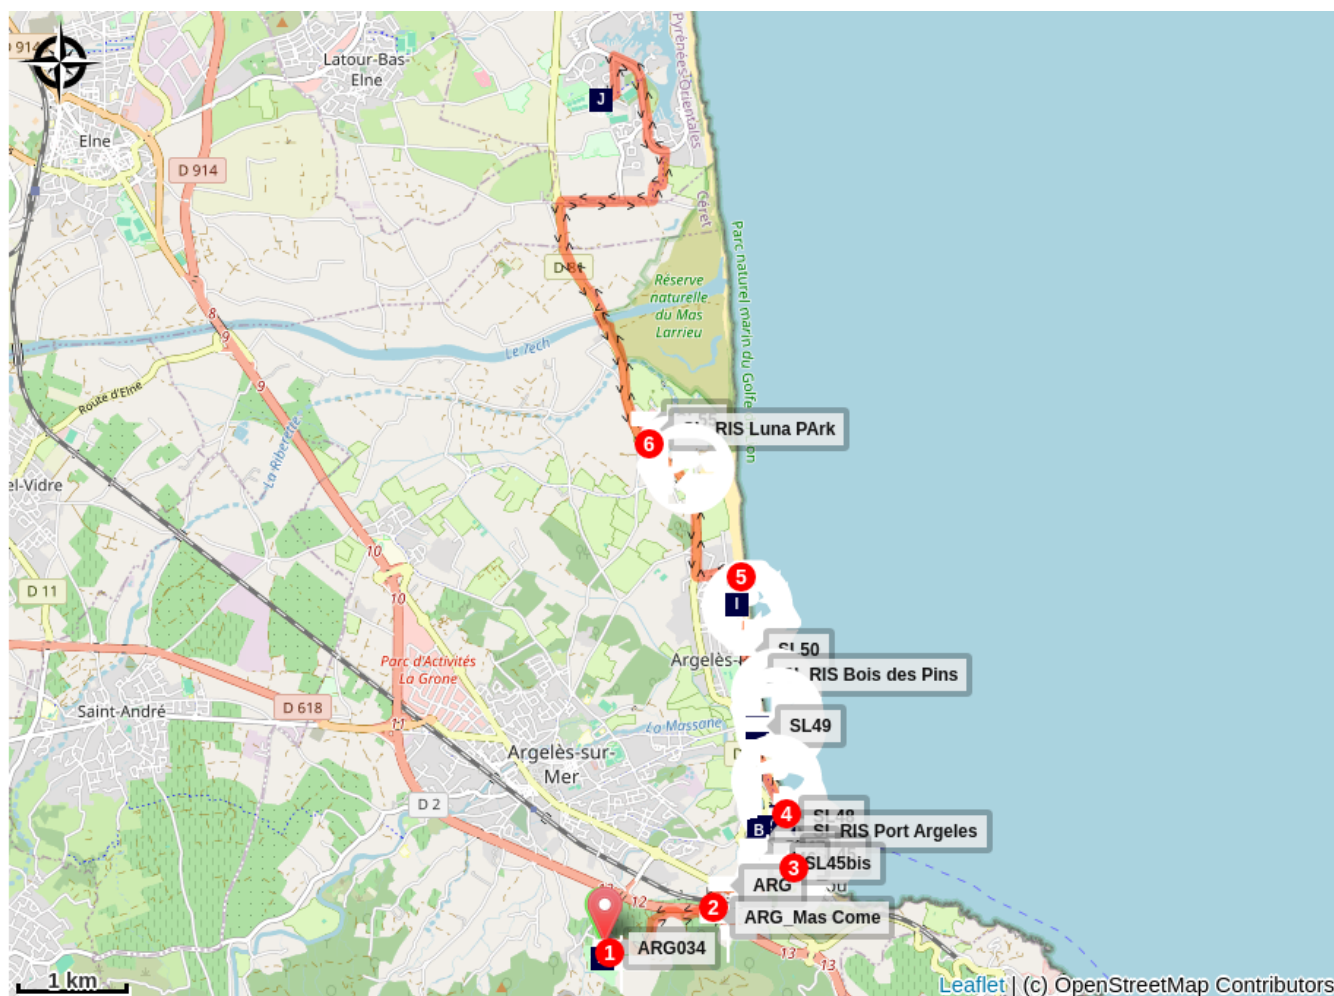 914
Latour-Bas-
Elne
Pyrénées-Orientales
J
Elne
D 914
Céret
D 81
Réserve
naturelle
du Mas
Larrieu
Parc naturel marin du Golfe
8
9
Le Tech
Route d'Elne
9
La Riberette
RIS Luna PArk
6
el-Vidre
10
10
D 11
5
I
Parc d'Activités
La Grone
Argelès-
SL50
RIS Bois des Pins
D 618
Saint-André
11
La Massane
SL49
Argelès-sur-
Mer
D
D 2
4
SL48
B
RIS Port Argeles
3
SL45bis
12
ARG
ou
2
ARG_Mas Come
1
ARG034
13
13
1 km
Leaflet | (c) OpenStreetMap Contributors